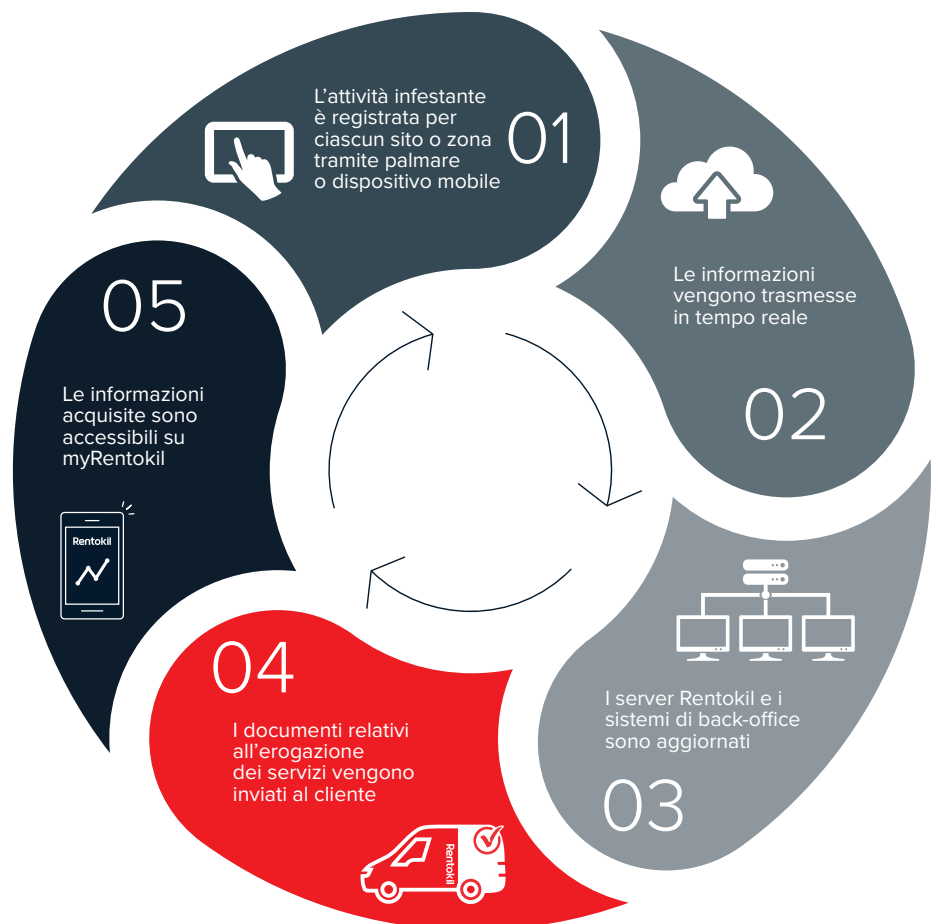 L'attività infestante
è registrata per
ciascun sito o zona
tramite palmare
o dispositivo mobile
01
Le informazioni
vengono trasmesse
in tempo reale
02
I server Rentokil e i
sistemi di back-office
sono aggiornati
03
04
I documenti relativi
all'erogazione
dei servizi vengono
inviati al cliente
Rentokil
05
Le informazioni
acquisite sono
accessibili su
myRentokil
Rentokil